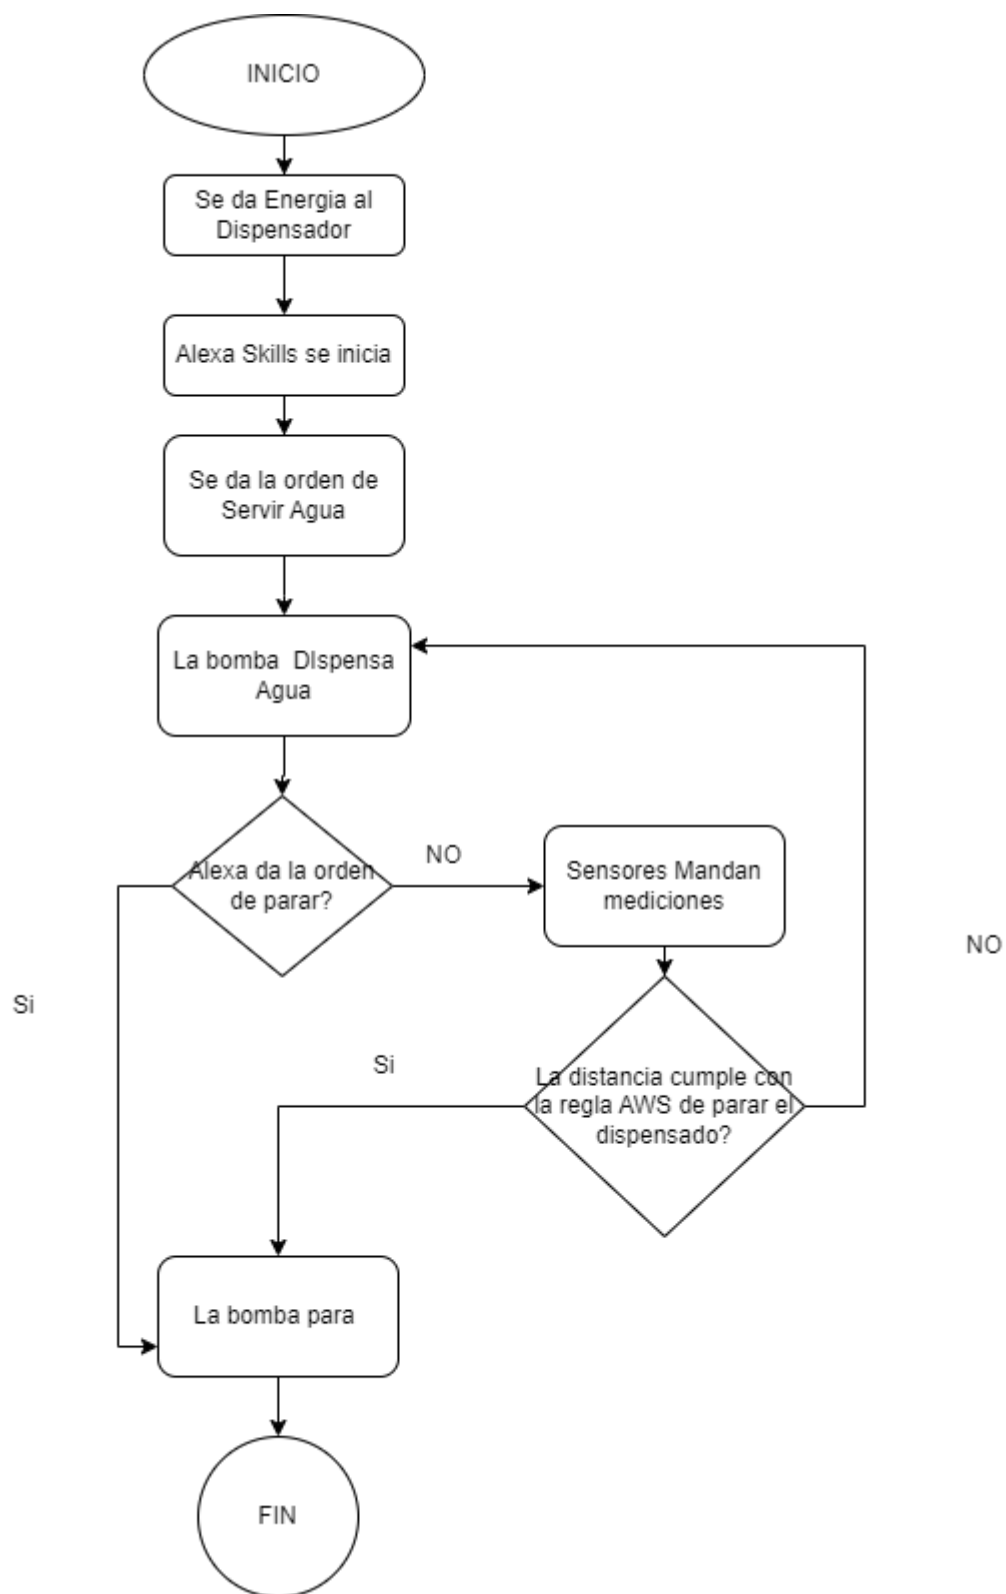 INICIO
Se da Energia al
Dispensador
Alexa Skills se inicia
Se da la orden de
Servir Agua
La bomba  DIspensa
Agua
Alexa da la orden
de parar?
NO
Sensores Mandan
mediciones
NO
Si
Si
La distancia cumple con
la regla AWS de parar el
dispensado?
La bomba para
FIN